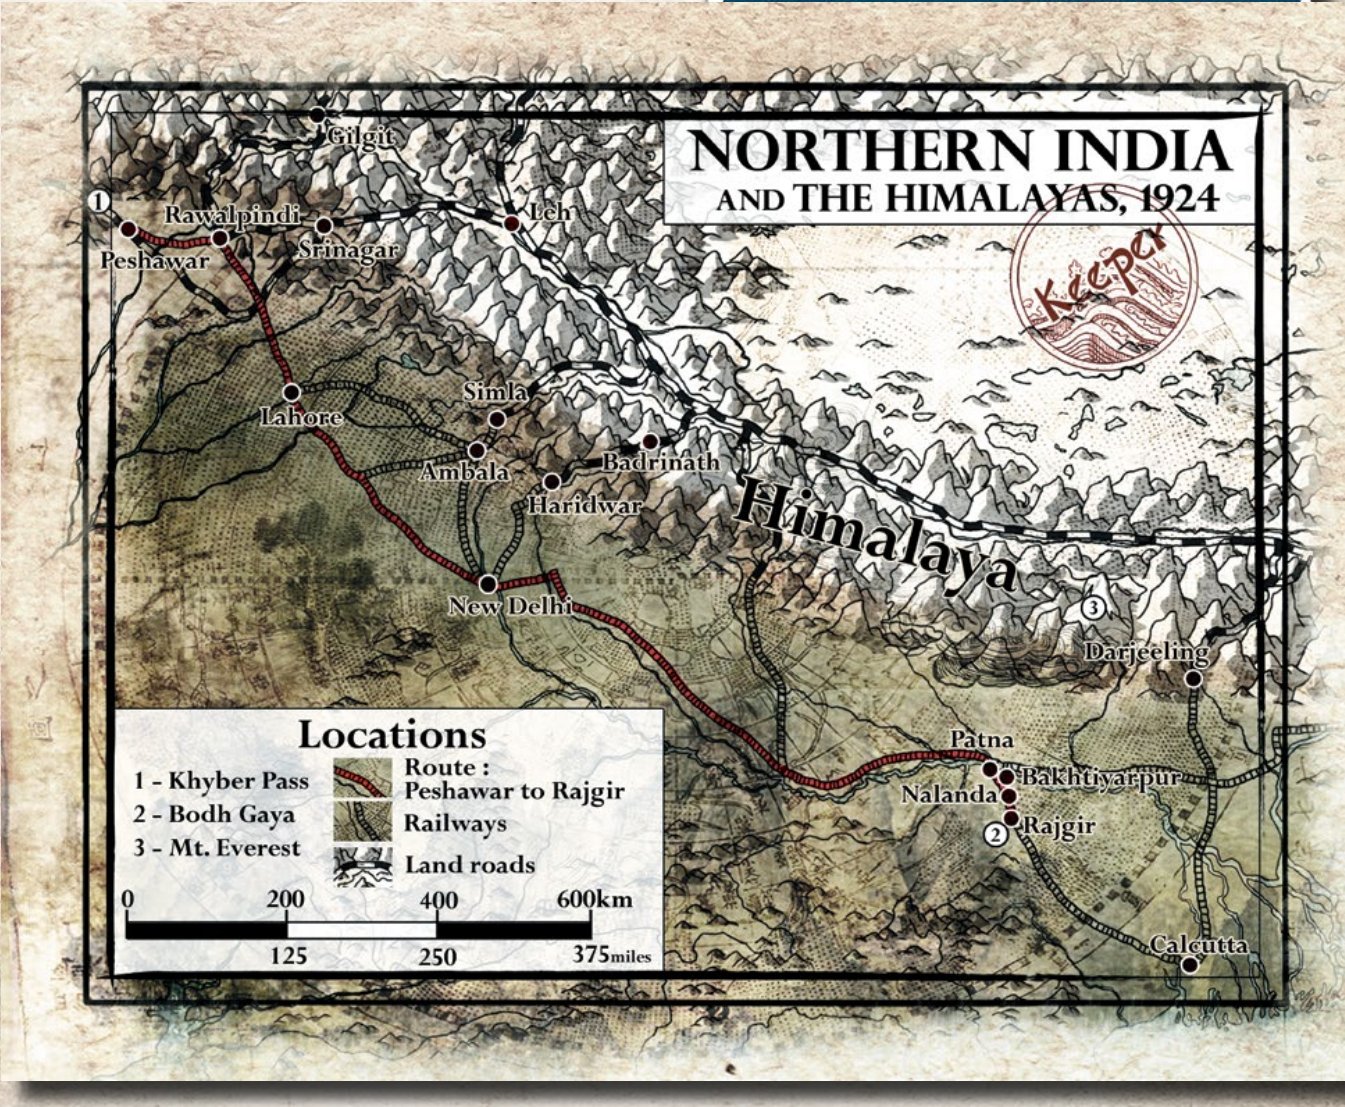 NORTHERN INDIA
AND THE HIMALAYAS, 1924
Keeper
Gilgit
1
Rawalpindi
Leh
Peshawar
Srinagar
Simla
Lahore
Ambala
Badrinath
Haridwar
Himalaya
New Delhi
3
Darjeeling
Patna
Bakhtiyarpur
Nalanda
Rajgir
2
Calcutta
Locations
1 - Khyber Pass
2 - Bodh Gaya
3 - Mt. Everest
Route :
Peshawar to Rajgir
Railways
Land roads
0 200 400 600km
125 250 375miles